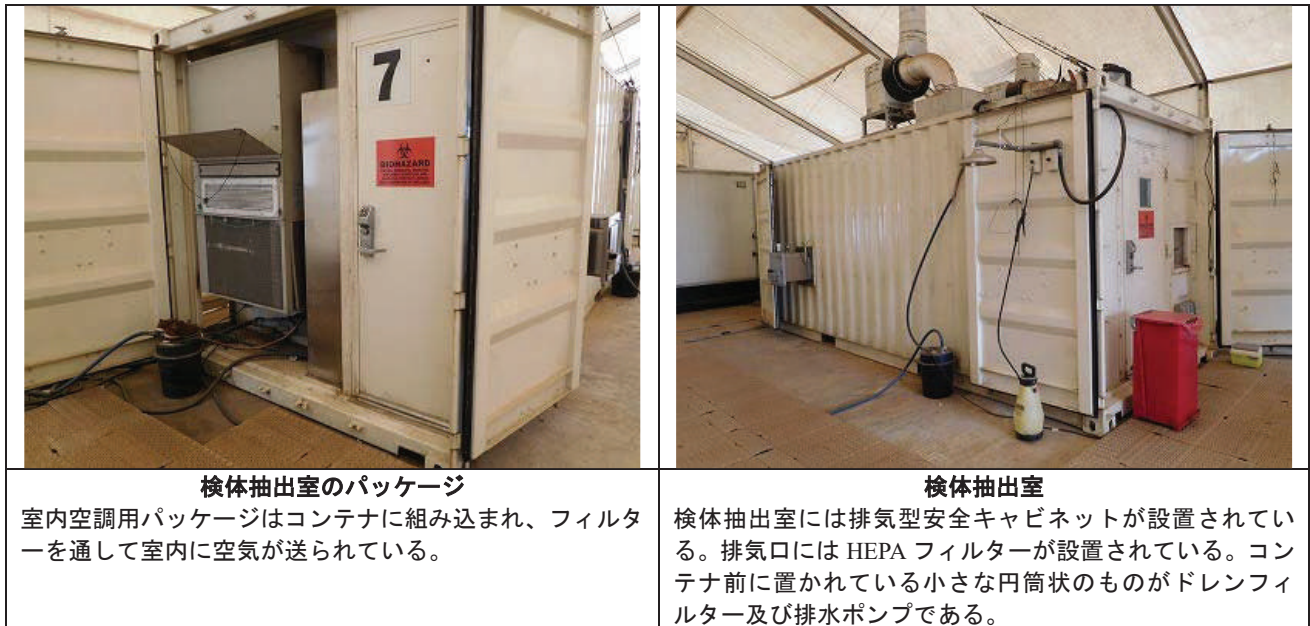 7
BIOHAZARD
検体抽出室のパッケージ
室内空調用パッケージはコンテナに組み込まれ、フィルタ
ーを通して室内に空気が送られている。
検体抽出室
検体抽出室には排気型安全キャビネットが設置されてい
る。排気口には HEPA フィルターが設置されている。コン
テナ前に置かれている小さな円筒状のものがドレンフィ
ルター及び排水ポンプである。